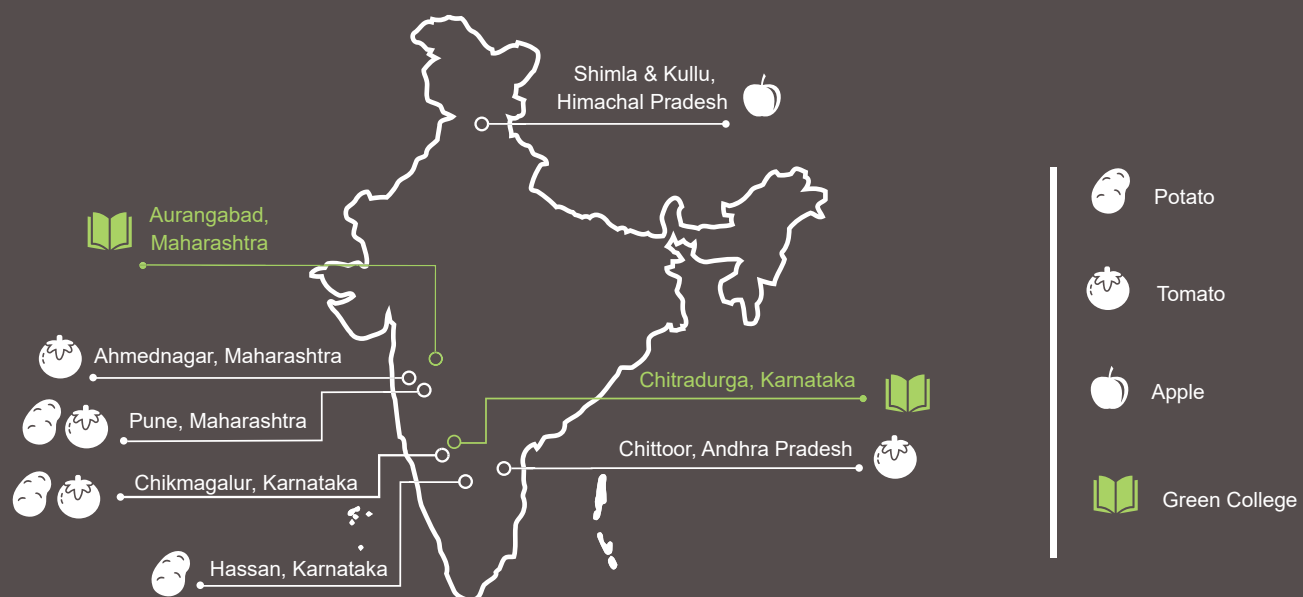 Shimla & Kullu,
Himachal Pradesh
Aurangabad,
Maharashtra
Ahmednagar, Maharashtra
Pune, Maharashtra
Chikmagalur, Karnataka
Hassan, Karnataka
Chitradurga, Karnataka
Chittoor, Andhra Pradesh
Potato
Tomato
Apple
Green College